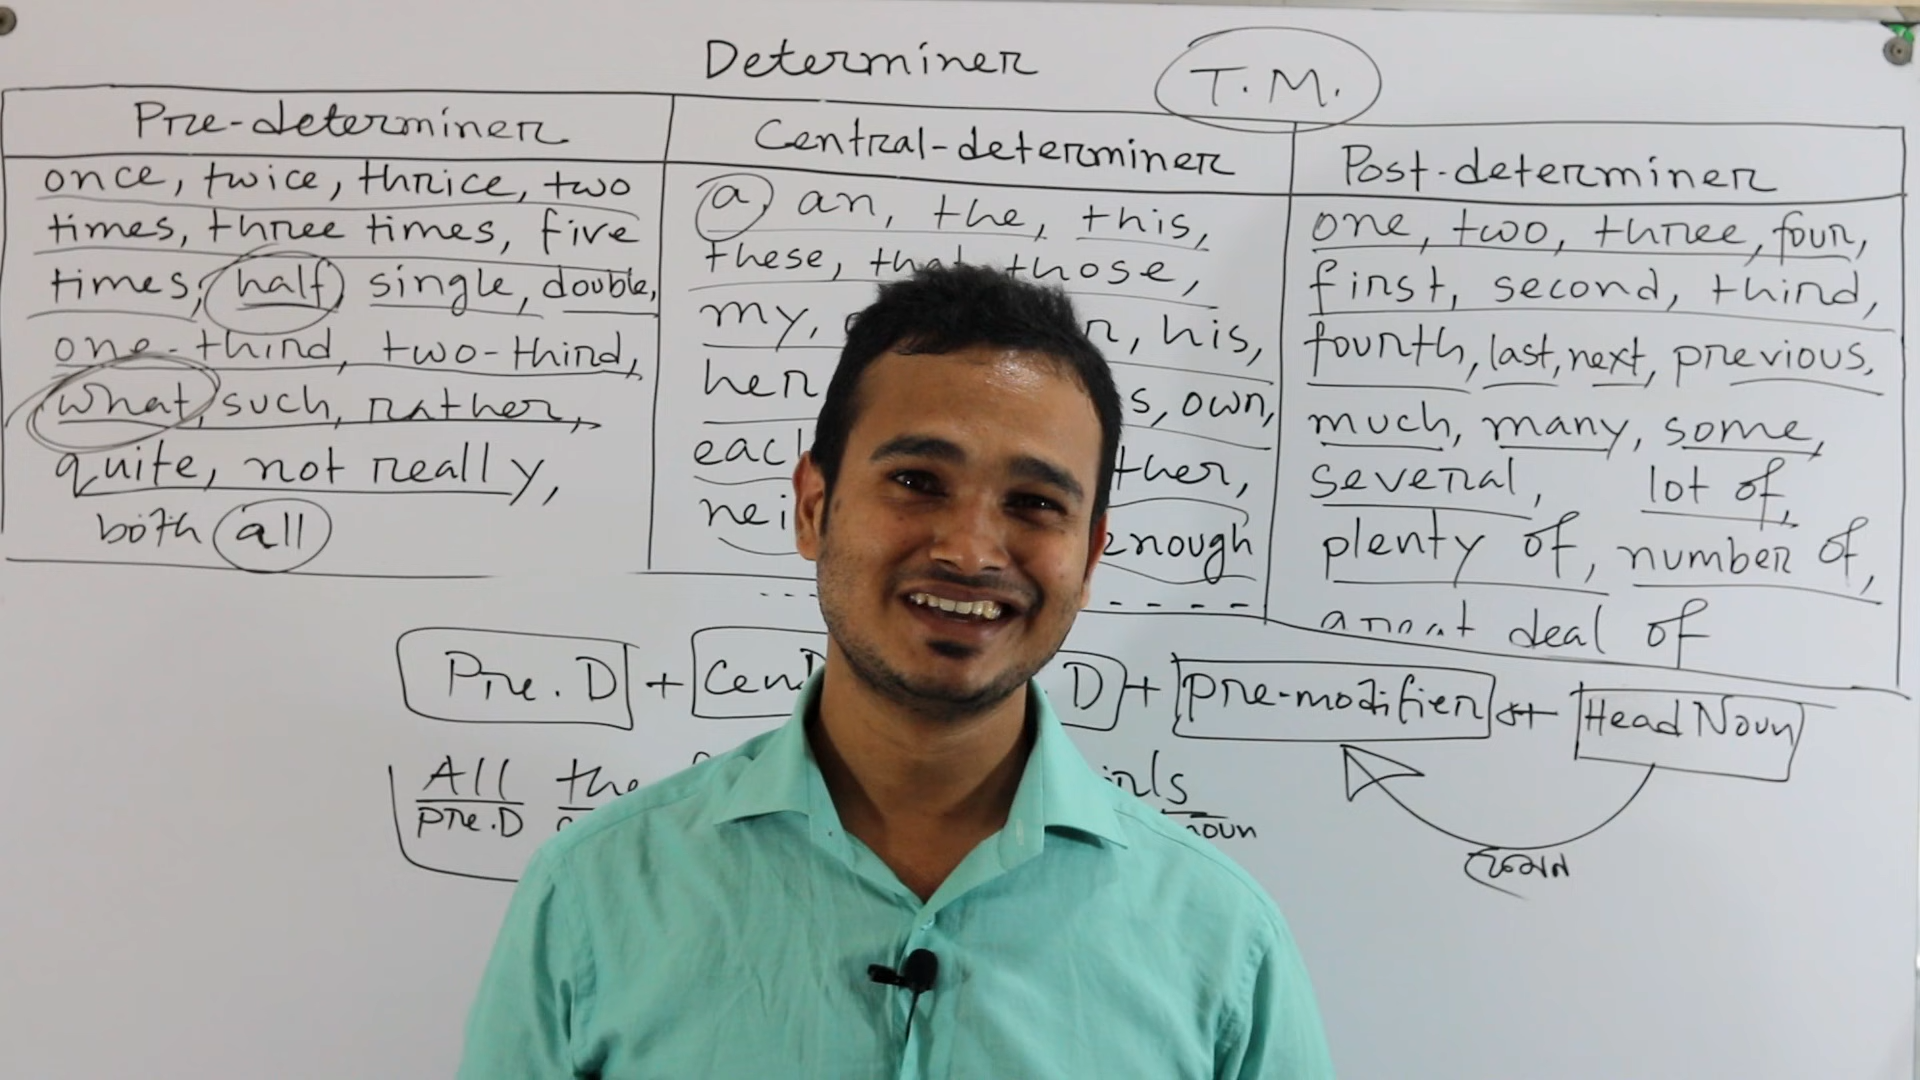 Determiner
T.M.
Pre-determiner
once, twice, thrice, two
times, three times, five
times, half single, double,
one-third, two-third,
what, such, rather,
quite, not really,
both all
Central-determiner
a, an, the, this,
these, that those,
my, his,
her s, own,
each ther,
nei enough
Post-determiner
one, two, three, four,
first, second, third,
fourth, last, next, previous,
much, many, some,
several, lot of,
plenty of, number of,
deal of
Pre.D + Cen D D + pre-modifier + Head Noun
All the
pre.D noun